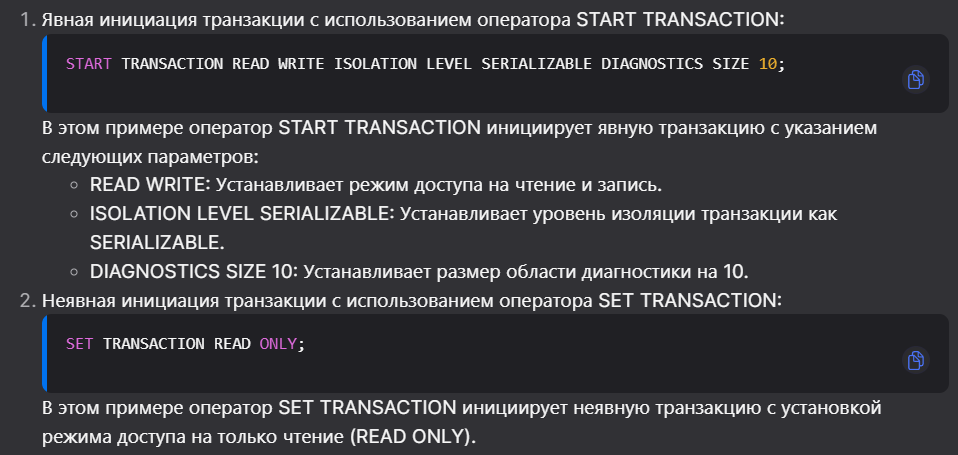 1. Явная инициация транзакции с использованием оператора START TRANSACTION:
START TRANSACTION READ WRITE ISOLATION LEVEL SERIALIZABLE DIAGNOSTICS SIZE 10;
В этом примере оператор START TRANSACTION инициирует явную транзакцию с указанием
следующих параметров:
◦ READ WRITE: Устанавливает режим доступа на чтение и запись.
◦ ISOLATION LEVEL SERIALIZABLE: Устанавливает уровень изоляции транзакции как
SERIALIZABLE.
◦ DIAGNOSTICS SIZE 10: Устанавливает размер области диагностики на 10.
2. Неявная инициация транзакции с использованием оператора SET TRANSACTION:
SET TRANSACTION READ ONLY;
В этом примере оператор SET TRANSACTION инициирует неявную транзакцию с установкой
режима доступа на только чтение (READ ONLY).